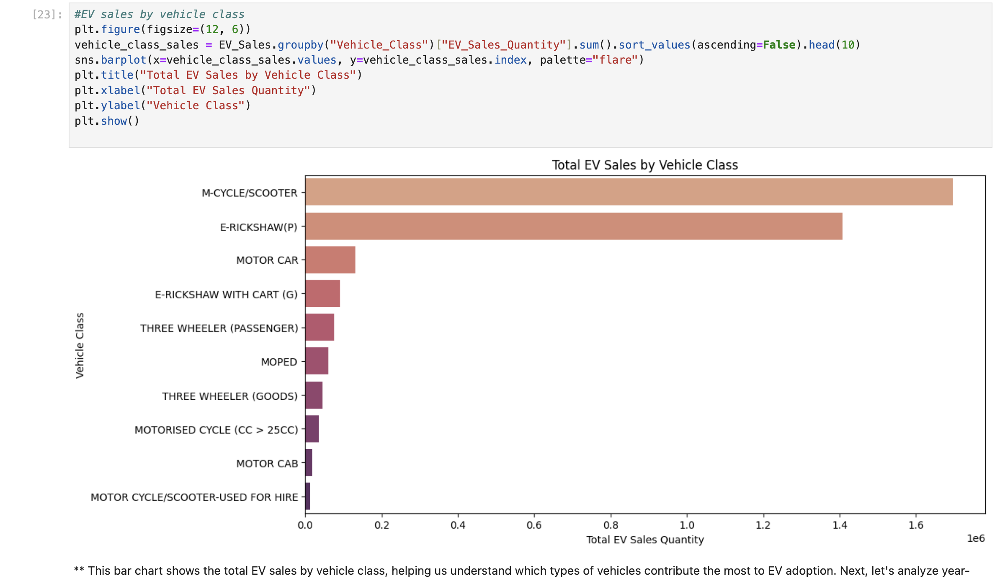 [23]:
#EV sales by vehicle class
plt.figure(figsize=(12, 6))
vehicle_class_sales = EV_Sales.groupby("Vehicle_Class")["EV_Sales_Quantity"].sum().sort_values(ascending=False).head(10)
sns.barplot(x=vehicle_class_sales.values, y=vehicle_class_sales.index, palette="flare")
plt.title("Total EV Sales by Vehicle Class")
plt.xlabel("Total EV Sales Quantity")
plt.ylabel("Vehicle Class")
plt.show()
Total EV Sales by Vehicle Class
M-CYCLE/SCOOTER
E-RICKSHAW(P)
MOTOR CAR
E-RICKSHAW WITH CART (G)
THREE WHEELER (PASSENGER)
MOPED
THREE WHEELER (GOODS)
MOTORISED CYCLE (CC > 25CC)
MOTOR CAB
MOTOR CYCLE/SCOOTER-USED FOR HIRE
Vehicle Class
0.0 0.2 0.4 0.6 0.8 1.0 1.2 1.4 1.6
Total EV Sales Quantity
1e6
** This bar chart shows the total EV sales by vehicle class, helping us understand which types of vehicles contribute the most to EV adoption. Next, let's analyze year-